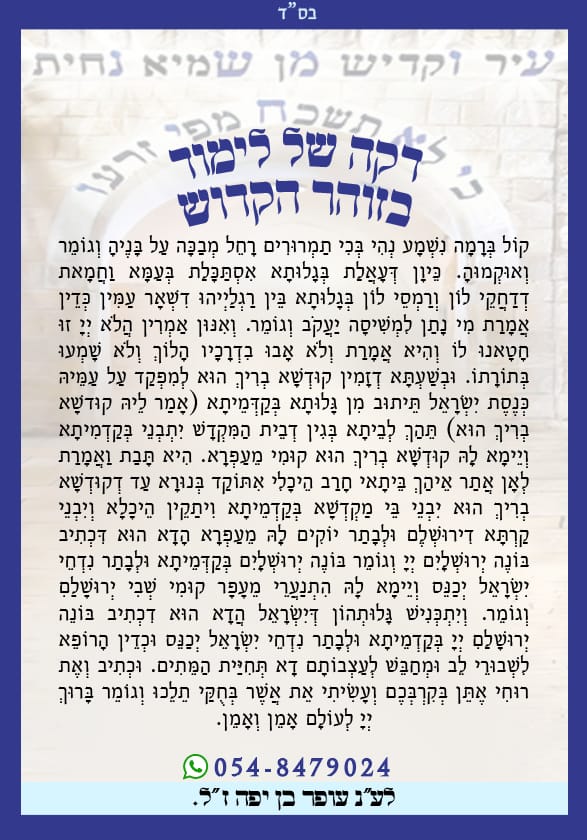 בס"ד
עיר וקדיש מן שמיא נחית
כי לא תשכח מפי זרעו
דקה של לימוד
בזוהר הקדוש
קוֹל בְּרָמָה נִשְׁמָע נְהִי בְּכִי תַמְרוּרִים רָחֵל מְבַכָּה עַל בָּנֶיהָ וְגוֹמֵר
וְאוּקְמוּהָ. כֵּיוָן דְּעָאלַת בְּגָלוּתָא אִסְתַּכָּלַת בְּעַמָּא וַחֲמָאת
דְדַחֲקֵי לוֹן וְרַמְסֵי לוֹן בְּגָלוּתָא בֵּין רַגְלַיְיהוּ דִשְׁאָר עַמִּין כְּדֵין
אָמְרַת מִי נָתַן לִמְשִׁיסָה יַעֲקֹב וְגוֹמֵר. וְאִנּוּן אַמְרִין הֲלֹא יְיָ זוּ
חָטָאנוּ לוֹ וְהִיא אָמְרַת וְלֹא אָבוּ בִדְרָכָיו הָלוֹךְ וְלֹא שָׁמְעוּ
בְּתוֹרָתוֹ. וּבְשַׁעְתָּא דְזַמִּין קוּדְשָׁא בְּרִיךְ הוּא לְמִפְקַד עַל עַמֵּיהּ
כְּנֶסֶת יִשְׂרָאֵל תֵּיתוּב מִן גָּלוּתָא בְּקַדְמֵיתָא (אָמַר לֵיהּ קוּדְשָׁא
בְּרִיךְ הוּא) תְּהַךְ לְבֵיתָא בְּגִין דְבֵית הַמִּקְדָּשׁ יִתְבְּנֵי בְּקַדְמִיתָא
וְיֵימָא לָהּ קוּדְשָׁא בְּרִיךְ הוּא קוּמִי מֵעַפְרָא. הִיא תָּבַת וַאֲמָרַת
לְאָן אֲתַר אֵיהַךְ בֵּיתָאי חָרַב הֵיכָלִי אִתּוֹקַד בְּנוּרָא עַד דְקוּדְשָׁא
בְּרִיךְ הוּא יִבְנֵי בֵּי מַקְדְּשָׁא בְּקַדְמֵיתָא וִיתַקֵּין הֵיכָלָא וְיִבְנֵי
קַרְתָּא דִירוּשְׁלֵם וּלְבָתַר יוֹקִים לָהּ מֵעַפְרָא הָדָא הוּא דִּכְתִיב
בּוֹנֵה יְרוּשָׁלָיִם יְיָ וְגוֹמֵר בּוֹנֵה יְרוּשָׁלַיִם בְּקַדְמֵיתָא וּלְבָתַר נִדְחֵי
יִשְׂרָאֵל יְכַנֵּס וְיֵימָא לָהּ הִתְנַעֲרִי מֵעָפָר קוּמִי שְּׁבִי יְרוּשָׁלַם
וְגוֹמֵר. וְיִתְכְּנִישׁ גָּלוּתְהוֹן דְּיִשְׂרָאֵל הֲדָא הוּא דִכְתִיב בּוֹנֵה
יְרוּשָׁלַם יְיָ בְּקַדְמֵיתָא וּלְבָתַר נִדְחֵי יִשְׂרָאֵל יְכַנֵּס וּכְדֵין הָרוֹפֵא
לִשְׁבוּרֵי לֵב וּמְחַבֵּשׁ לְעַצְּבוֹתָם דָא תְּחִיַּית הַמֵּתִים. וּכְתִיב וְאֶת
רוּחִי אֶתֵּן בְּקִרְבְּכֶם וְעָשִׂיתִי אֵת אֲשֶׁר בְּחֻקַּי תֵּלֵכוּ וְגוֹמֵר בָּרוּךְ
יְיָ לְעוֹלָם אָמֵן וְאָמֵן.
054-8479024
לע"נ עופר בן יפה ז"ל.